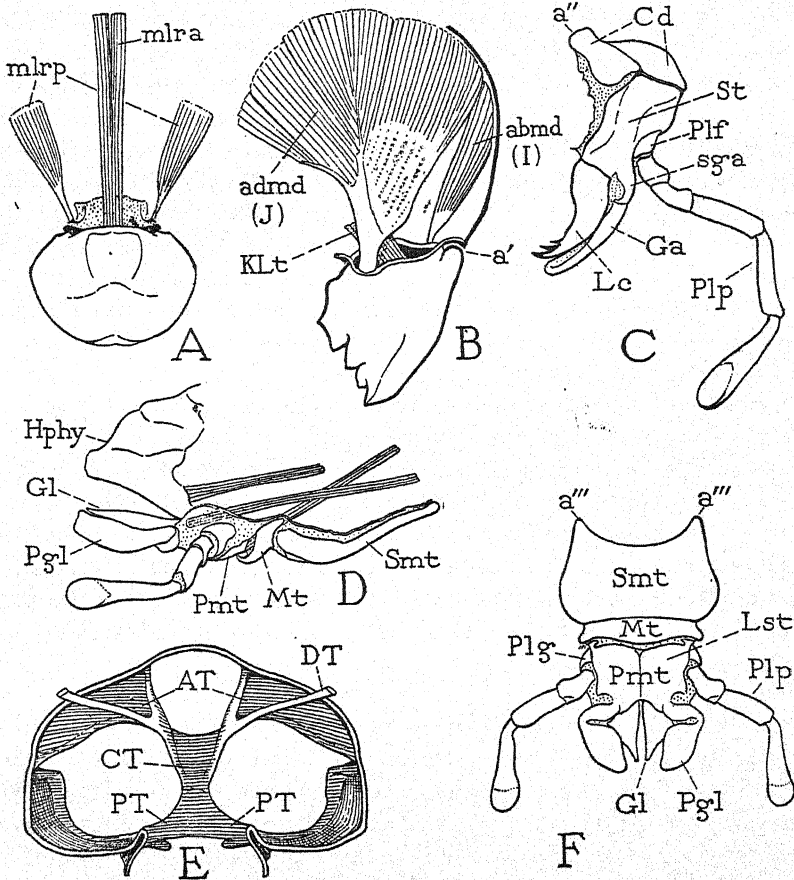 mlra
mlrp
A
admd
(J)
abmd
(I)
KLt
a'
B
a''
Cd
St
Plf
sga
Ga
Lc
Plp
C
Hphy
Gl
Pgl
Pmt
Mt
Smt
D
DT
AT
CT
PT
PT
E
a'''
a'''
Smt
Mt
Lst
Plg
Pmt
Plp
Gl
Pgl
F